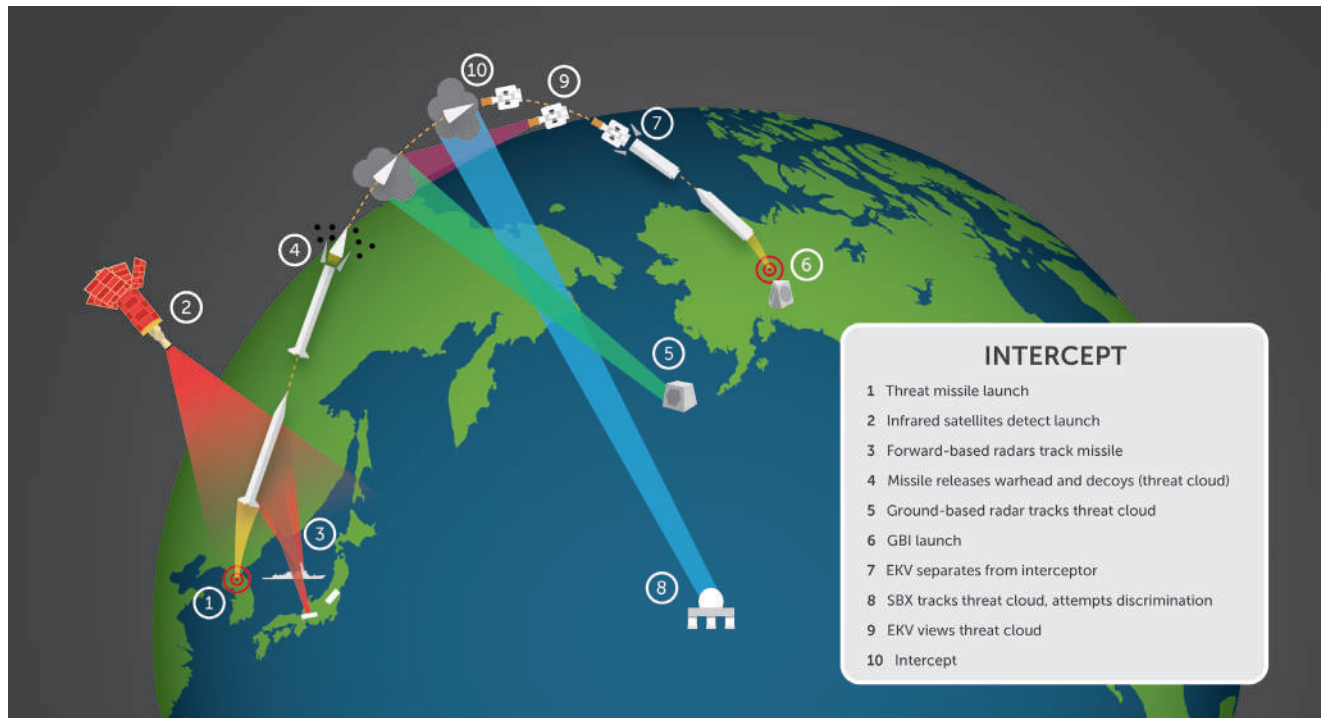 10
9
7
4
6
2
5
3
8
1
INTERCEPT
1 Threat missile launch
2 Infrared satellites detect launch
3 Forward-based radars track missile
4 Missile releases warhead and decoys (threat cloud)
5 Ground-based radar tracks threat cloud
6 GBI launch
7 EKV separates from interceptor
8 SBX tracks threat cloud, attempts discrimination
9 EKV views threat cloud
10 Intercept